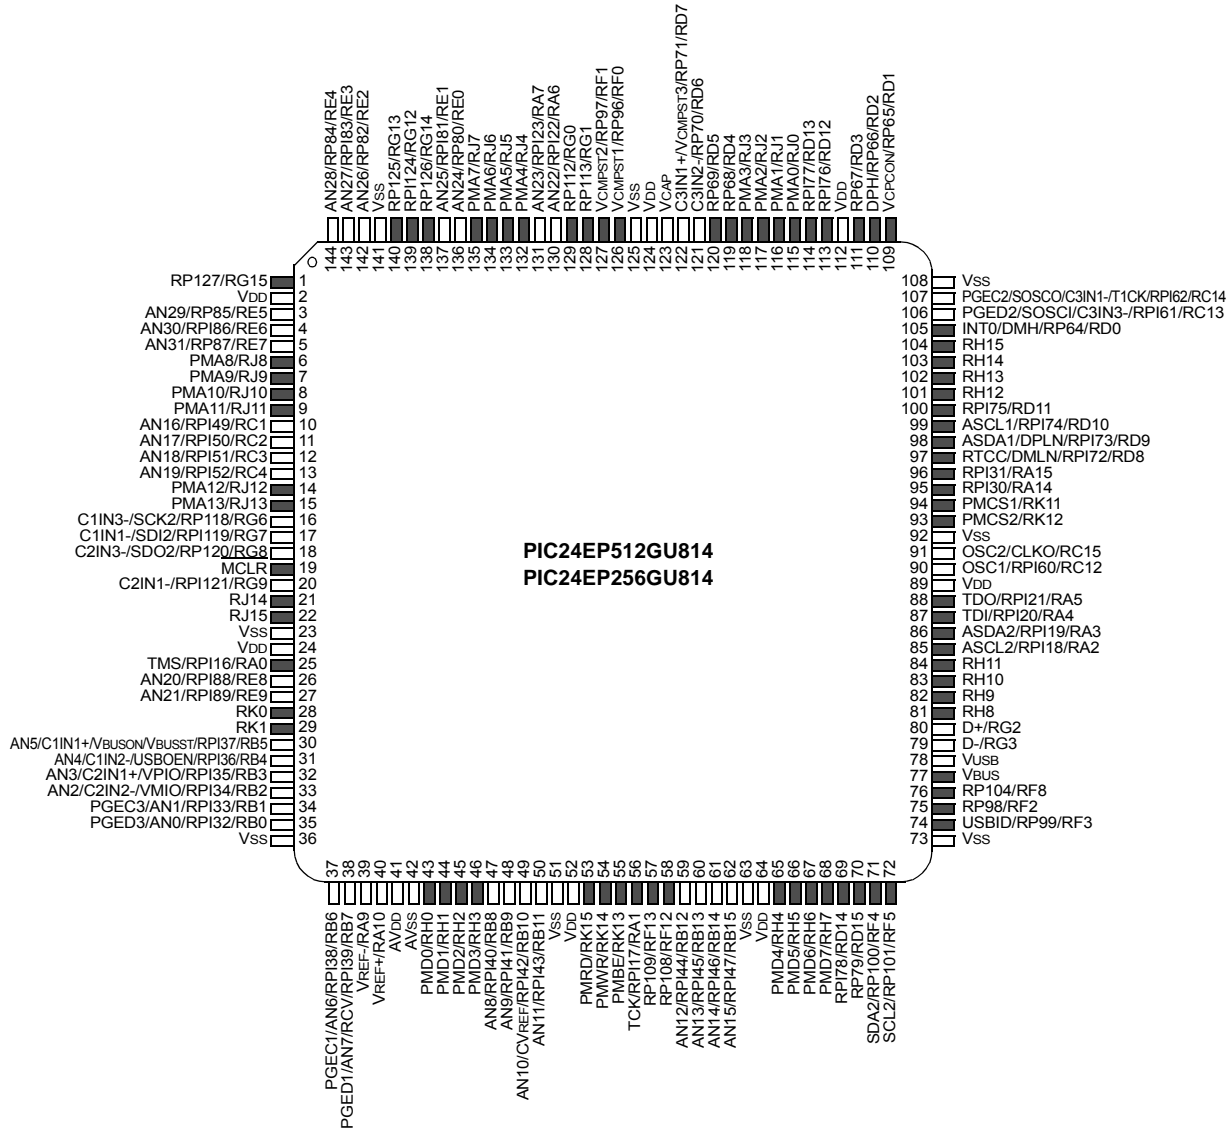 AN28/RP84/RE4
AN27/RPI83/RE3
AN26/RP82/RE2
VSS
RP125/RG13
RPI124/RG12
RP126/RG14
AN25/RPI81/RE1
AN24/RP80/RE0
PMA7/RJ7
PMA6/RJ6
PMA5/RJ5
PMA4/RJ4
AN23/RPI23/RA7
AN22/RPI22/RA6
RP112/RG0
RP113/RG1
VCMPST2/RP97/RF1
VCMPST1/RP96/RF0
VSS
VDD
VCAP
C3IN1+/VCMPST3/RP71/RD7
C3IN2-/RP70/RD6
RP69/RD5
RP68/RD4
PMA3/RJ3
PMA2/RJ2
PMA1/RJ1
PMA0/RJ0
RPI77/RD13
RPI76/RD12
VDD
RP67/RD3
DPH/RP66/RD2
VCPCON/RP65/RD1
144 143 142 141 140 139 138 137 136 135 134 133 132 131 130 129 128 127 126 125 124 123 122 121 120 119 118 117 116 115 114 113 112 111 110 109
RP127/RG15 1
VDD 2
AN29/RP85/RE5 3
AN30/RPI86/RE6 4
AN31/RP87/RE7 5
PMA8/RJ8 6
PMA9/RJ9 7
PMA10/RJ10 8
PMA11/RJ11 9
AN16/RPI49/RC1 10
AN17/RPI50/RC2 11
AN18/RPI51/RC3 12
AN19/RPI52/RC4 13
PMA12/RJ12 14
PMA13/RJ13 15
C1IN3-/SCK2/RP118/RG6 16
C1IN1-/SDI2/RPI119/RG7 17
C2IN3-/SDO2/RP120/RG8 18
MCLR 19
C2IN1-/RPI121/RG9 20
RJ14 21
RJ15 22
VSS 23
VDD 24
TMS/RPI16/RA0 25
AN20/RPI88/RE8 26
AN21/RPI89/RE9 27
RK0 28
RK1 29
AN5/C1IN1+/VBUSON/VBUSST/RPI37/RB5 30
AN4/C1IN2-/USBOEN/RPI36/RB4 31
AN3/C2IN1+/VPIO/RPI35/RB3 32
AN2/C2IN2-/VMIO/RPI34/RB2 33
PGEC3/AN1/RPI33/RB1 34
PGED3/AN0/RPI32/RB0 35
VSS 36
PIC24EP512GU814
PIC24EP256GU814
108 VSS
107 PGEC2/SOSCO/C3IN1-/T1CK/RPI62/RC14
106 PGED2/SOSCI/C3IN3-/RPI61/RC13
105 INT0/DMH/RP64/RD0
104 RH15
103 RH14
102 RH13
101 RH12
100 RPI75/RD11
99 ASCL1/RPI74/RD10
98 ASDA1/DPLN/RPI73/RD9
97 RTCC/DMLN/RPI72/RD8
96 RPI31/RA15
95 RPI30/RA14
94 PMCS1/RK11
93 PMCS2/RK12
92 VSS
91 OSC2/CLKO/RC15
90 OSC1/RPI60/RC12
89 VDD
88 TDO/RPI21/RA5
87 TDI/RPI20/RA4
86 ASDA2/RPI19/RA3
85 ASCL2/RPI18/RA2
84 RH11
83 RH10
82 RH9
81 RH8
80 D+/RG2
79 D-/RG3
78 VUSB
77 VBUS
76 RP104/RF8
75 RP98/RF2
74 USBID/RP99/RF3
73 VSS
37 38 39 40 41 42 43 44 45 46 47 48 49 50 51 52 53 54 55 56 57 58 59 60 61 62 63 64 65 66 67 68 69 70 71 72
PGEC1/AN6/RPI38/RB6
PGED1/AN7/RCV/RPI39/RB7
VREF-/RA9
VREF+/RA10
AVDD
AVSS
PMD0/RH0
PMD1/RH1
PMD2/RH2
PMD3/RH3
AN8/RPI40/RB8
AN9/RPI41/RB9
AN10/CVREF/RPI42/RB10
AN11/RPI43/RB11
VSS
VDD
PMRD/RK15
PMWR/RK14
PMBE/RK13
TCK/RPI17/RA1
RP109/RF13
RP108/RF12
AN12/RPI44/RB12
AN13/RPI45/RB13
AN14/RPI46/RB14
AN15/RPI47/RB15
VSS
VDD
PMD4/RH4
PMD5/RH5
PMD6/RH6
PMD7/RH7
RPI78/RD14
RP79/RD15
SDA2/RP100/RF4
SCL2/RP101/RF5